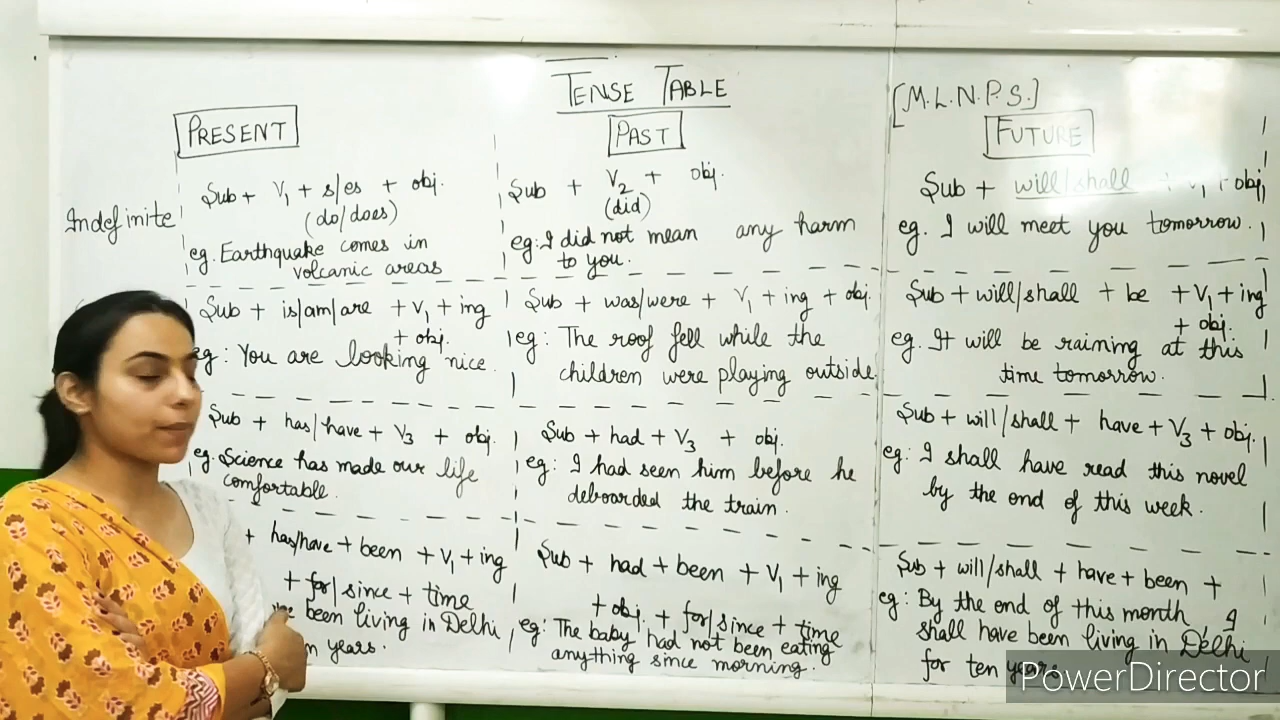 TENSE TABLE
[M.L.N.P.S.]
PRESENT
PAST
FUTURE
Indefinite
Sub + V1 + s/es + obj.
(do/does)
eg. Earthquake comes in
volcanic areas
Sub + V2 + obj.
(did)
eg: I did not mean any harm
to you.
Sub + will/shall + V1 + obj.
eg. I will meet you tomorrow.
Sub + is/am/are + V1 + ing
+ obj.
eg: You are looking nice.
Sub + was/were + V1 + ing + obj.
eg: The roof fell while the
children were playing outside.
Sub + will/shall + be + V1 + ing
+ obj.
eg. It will be raining at this
time tomorrow.
Sub + has/have + V3 + obj.
eg. Science has made our life
comfortable.
Sub + had + V3 + obj.
eg: I had seen him before he
deboarded the train.
Sub + will/shall + have + V3 + obj.
eg: I shall have read this novel
by the end of this week.
+ has/have + been + V1 + ing
+ for/since + time
been living in Delhi
years.
Sub + had + been + V1 + ing
+ obj. + for/since + time
eg: The baby had not been eating
anything since morning.
Sub + will/shall + have + been +
eg: By the end of this month, I
shall have been living in Delhi
for ten years
PowerDirector